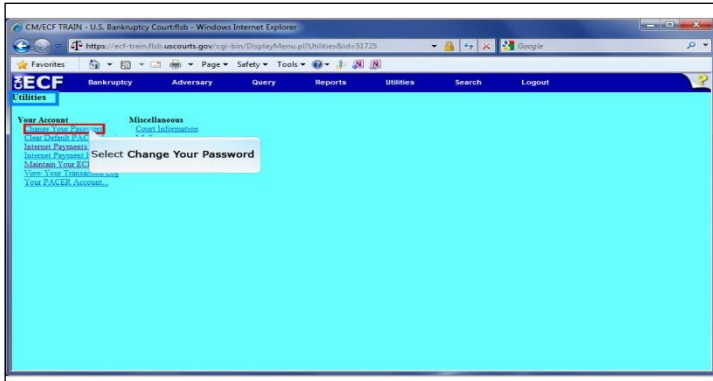 CM/ECF TRAIN - U.S. Bankruptcy Court:flsb - Windows Internet Explorer
https://ecf-train.flsb.uscourts.gov/cgi-bin/DisplayMenu.pl?Utilities&id=51725
Google
Favorites Page Safety Tools
ECF Bankruptcy Adversary Query Reports Utilities Search Logout ?
Utilities
Your Account Miscellaneous
Change Your Password Court Information
Clear Default PAC
Internet Payments
Internet Payment
Select Change Your Password
Maintain Your ECF
View Your Transaction Log
Your PACER Account...